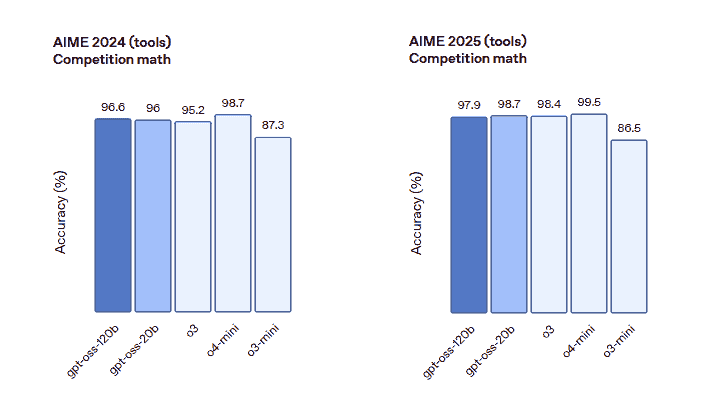 AIME 2024 (tools)
Competition math
96.6
96
95.2
98.7
87.3
Accuracy (%)
gpt-oss-120b
gpt-oss-20b
o3
o4-mini
o3-mini
AIME 2025 (tools)
Competition math
97.9
98.7
98.4
99.5
86.5
Accuracy (%)
gpt-oss-120b
gpt-oss-20b
o3
o4-mini
o3-mini